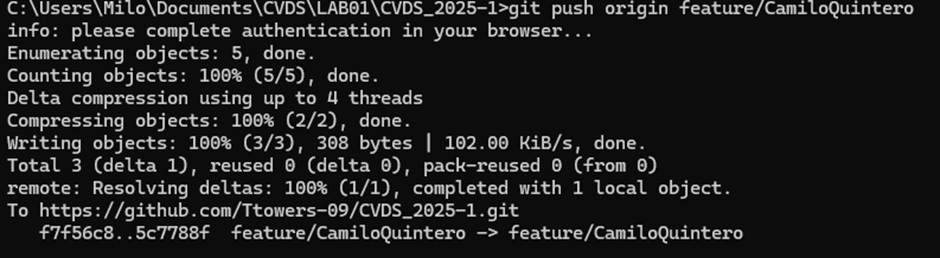 C:\Users\Milo\Documents\CVDS\LAB01\CVDS_2025-1>git push origin feature/CamiloQuintero
info: please complete authentication in your browser...
Enumerating objects: 5, done.
Counting objects: 100% (5/5), done.
Delta compression using up to 4 threads
Compressing objects: 100% (2/2), done.
Writing objects: 100% (3/3), 308 bytes | 102.00 KiB/s, done.
Total 3 (delta 1), reused 0 (delta 0), pack-reused 0 (from 0)
remote: Resolving deltas: 100% (1/1), completed with 1 local object.
To https://github.com/Ttowers-09/CVDS_2025-1.git
   f7f56c8..5c7788f  feature/CamiloQuintero -> feature/CamiloQuintero